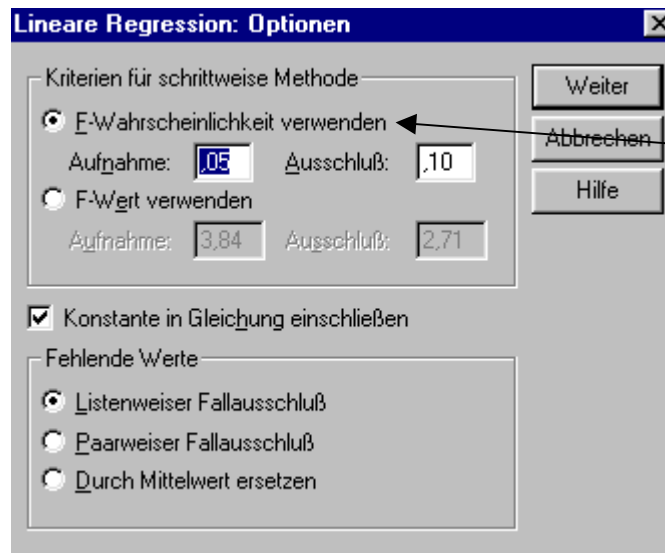 Lineare Regression: Optionen
Kriterien für schrittweise Methode
F-Wahrscheinlichkeit verwenden
Aufnahme: ,05 Ausschluß: ,10
F-Wert verwenden
Aufnahme: 3,84 Ausschluß: 2,71
Konstante in Gleichung einschließen
Fehlende Werte
Listenweiser Fallausschluß
Paarweiser Fallausschluß
Durch Mittelwert ersetzen
Weiter
Abbrechen
Hilfe